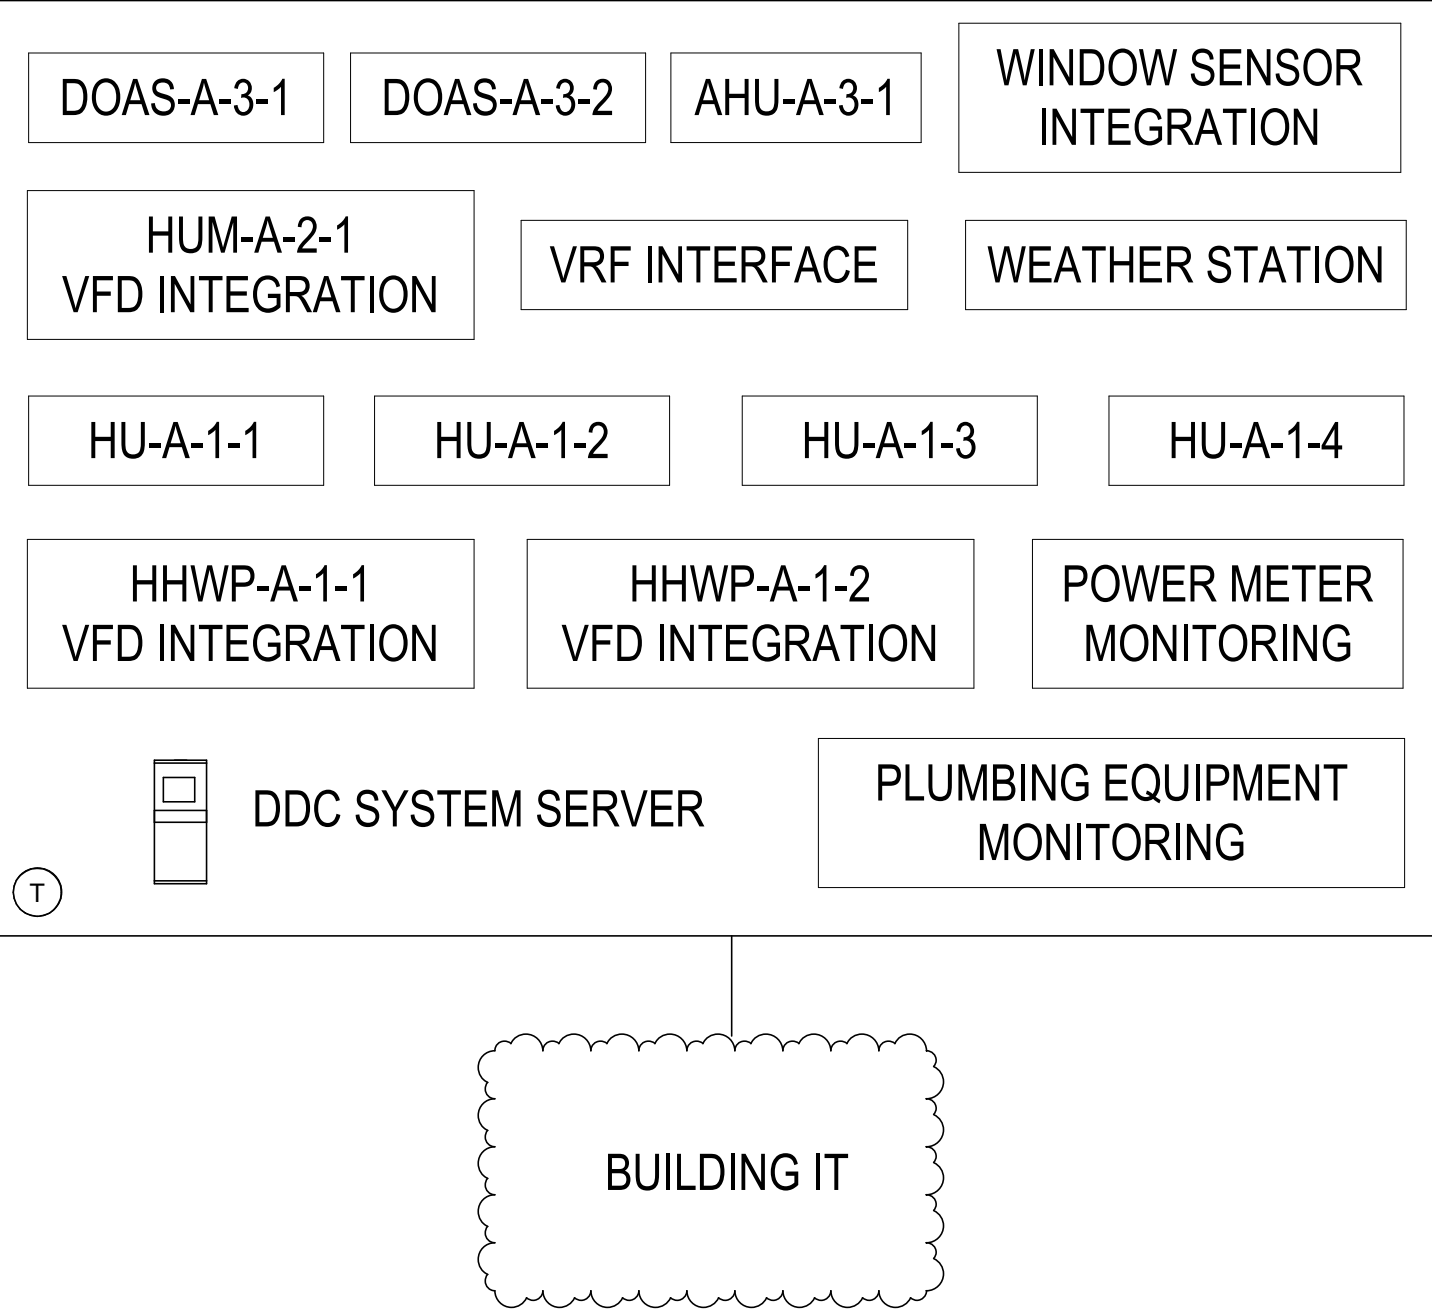 DOAS-A-3-1
DOAS-A-3-2
AHU-A-3-1
WINDOW SENSOR
INTEGRATION
HUM-A-2-1
VFD INTEGRATION
VRF INTERFACE
WEATHER STATION
HU-A-1-1
HU-A-1-2
HU-A-1-3
HU-A-1-4
HHWP-A-1-1
VFD INTEGRATION
HHWP-A-1-2
VFD INTEGRATION
POWER METER
MONITORING
DDC SYSTEM SERVER
PLUMBING EQUIPMENT
MONITORING
T
BUILDING IT